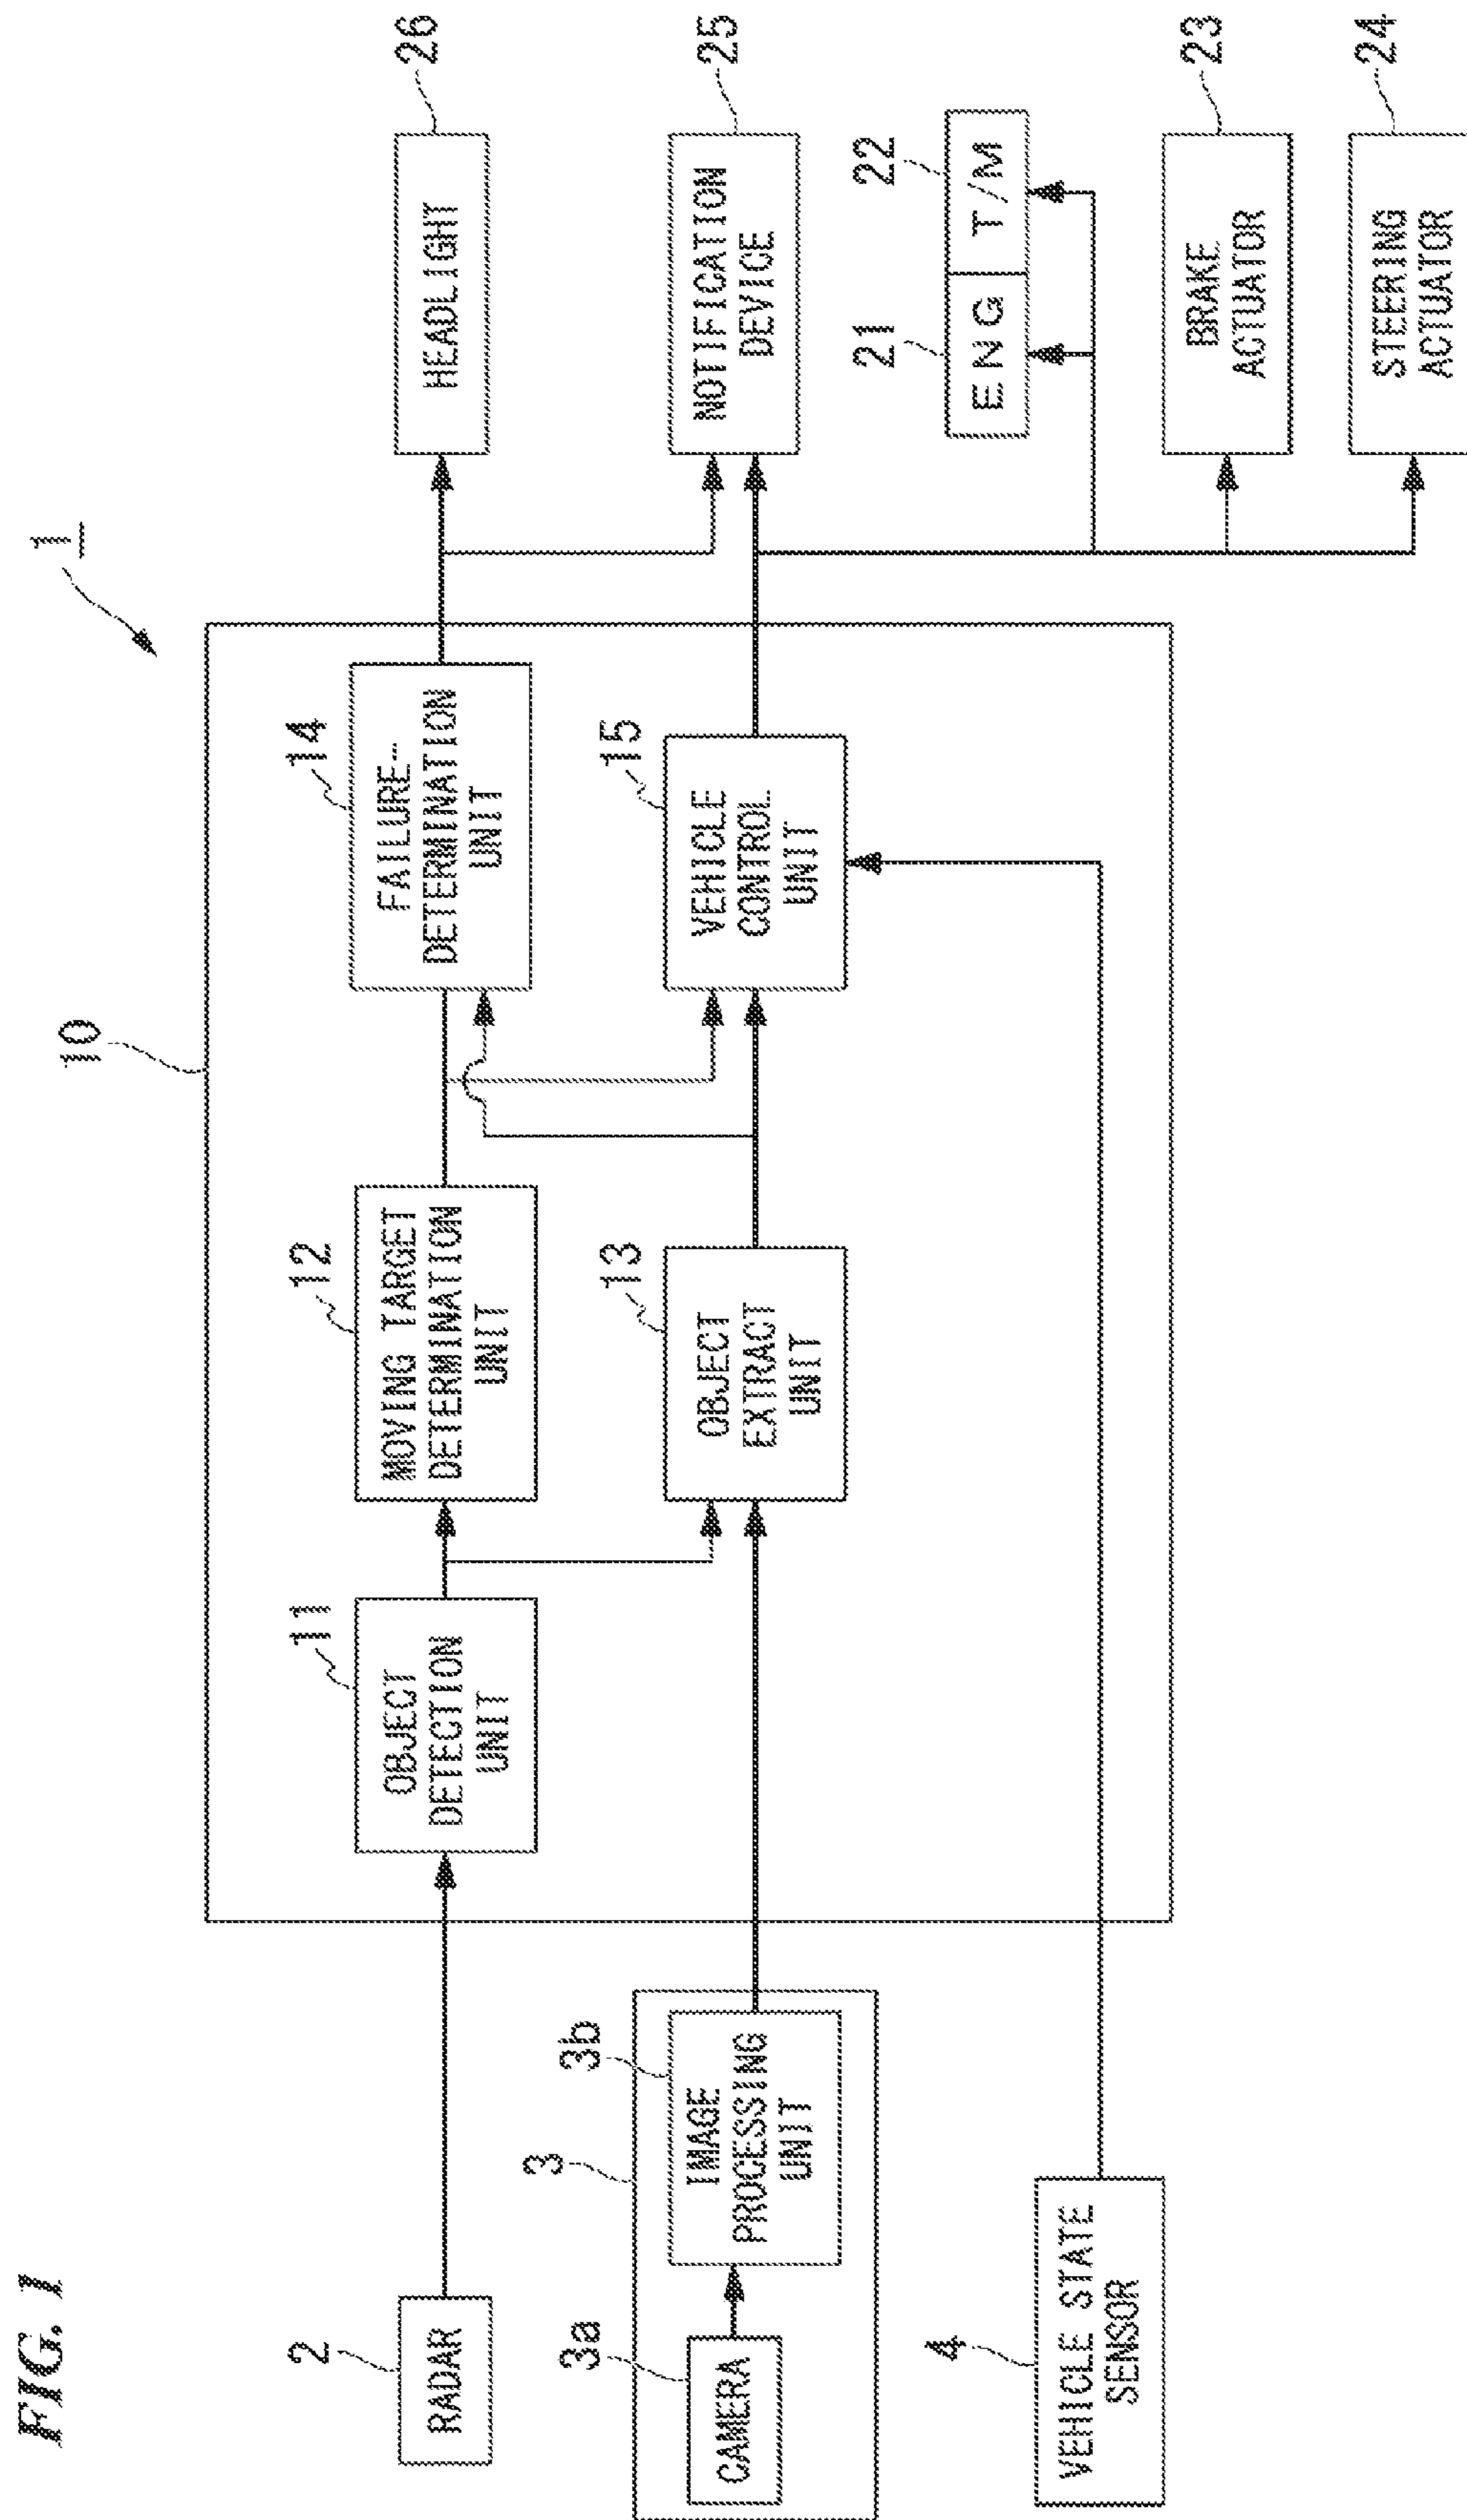 FIG. 1
1
10
2
RADAR
3
3a
CAMERA
3b
IMAGE
PROCESSING
UNIT
4
VEHICLE STATE
SENSOR
11
OBJECT
DETECTION
UNIT
12
MOVING TARGET
DETERMINATION
UNIT
13
OBJECT
EXTRACT
UNIT
14
FAILURE-
DETERMINATION
UNIT
15
VEHICLE
CONTROL
UNIT
26
HEADLIGHT
25
NOTIFICATION
DEVICE
21
ENG
22
T/M
23
BRAKE
ACTUATOR
24
STEERING
ACTUATOR